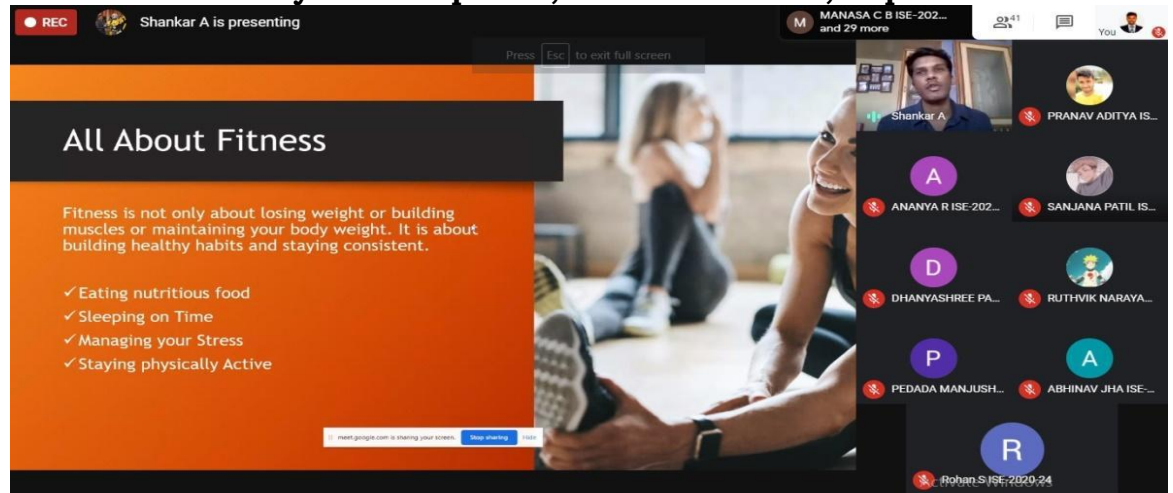 REC
Shankar A is presenting
M
MANASA C B ISE-202...
and 29 more
41
You
Press Esc to exit full screen
All About Fitness
Fitness is not only about losing weight or building
muscles or maintaining your body weight. It is about
building healthy habits and staying consistent.
✓ Eating nutritious food
✓ Sleeping on Time
✓ Managing your Stress
✓ Staying physically Active
meet.google.com is sharing your screen. Stop sharing Hide
Shankar A
PRANAV ADITYA IS...
A
ANANYA R ISE-202...
SANJANA PATIL IS...
D
DHANYASHREE PA...
RUTHVIK NARAYA...
P
PEDADA MANJUSH...
A
ABHINAV JHA ISE-...
R
Rohan S ISE-2020-24